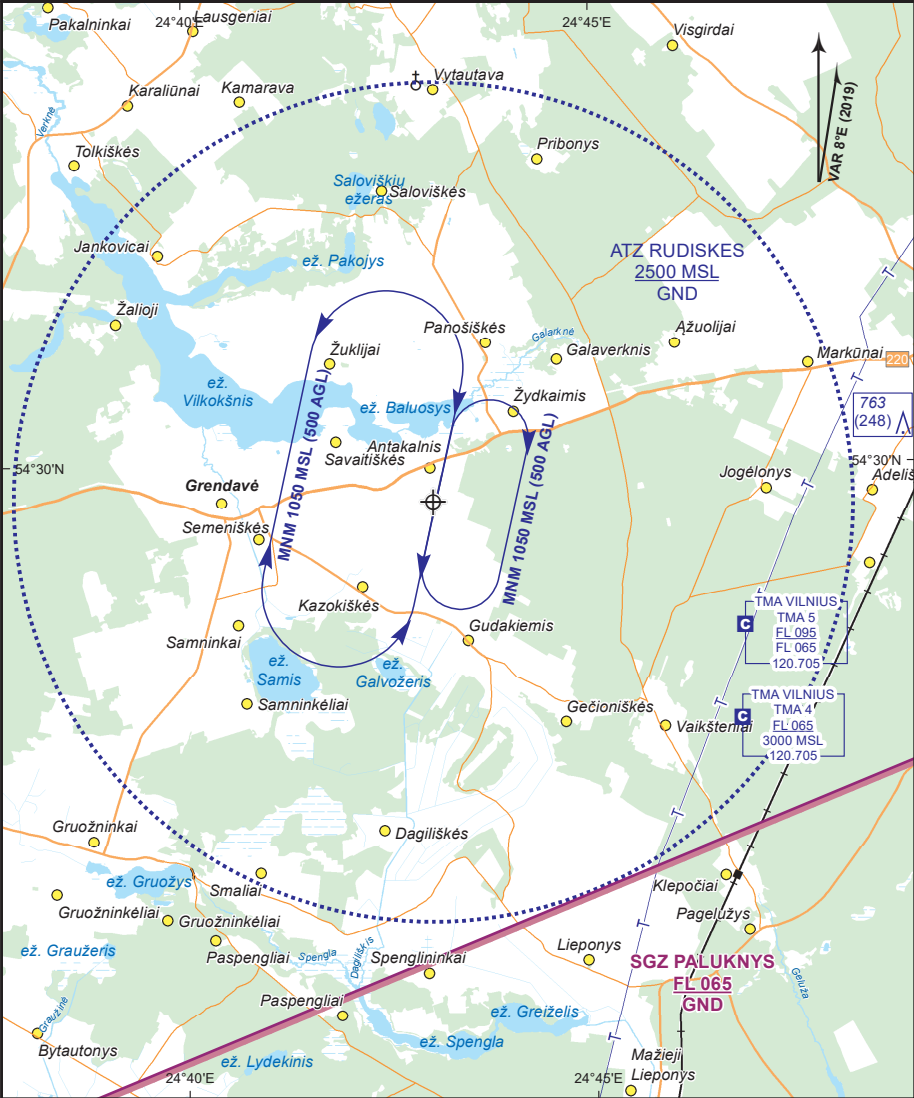 24°40'E
24°45'E
Pakalninkai
Lausgeniai
Visgirdai
Vytautava
Karaliūnai
Kamarava
Verknė
VAR 8°E (2019)
Pribonys
Tolkiškės
Saloviškių
ežeras
Saloviškės
Jankovicai
ež. Pakojys
ATZ RUDISKES
2500 MSL
GND
Žalioji
Panošiškės
Galarknė
Ąžuolijai
Žuklijai
Galaverknis
Markūnai
220
ež.
Vilkokšnis
ež. Baluosys
Žydkaimis
763
(248)
MNM 1050 MSL (500 AGL)
MNM 1050 MSL (500 AGL)
Antakalnis
Savaitiškės
54°30'N
54°30'N
Jogėlonys
Adeliš
Grendavė
Semeniškės
Kazokiškės
TMA VILNIUS
TMA 5
FL 095
FL 065
120.705
C
Gudakiemis
Samninkai
ež.
Samis
ež.
Galvožeris
Samninkėliai
Gečioniškės
Vaikšteniai
TMA VILNIUS
TMA 4
FL 065
3000 MSL
120.705
C
Gruožninkai
Dagiliškės
ež. Gruožys
Smaliai
Klepočiai
Gruožninkėliai
Gruožninkėliai
Pagelužys
ež. Graužeris
Paspengliai
Spengla
Dagiliškis
Spenglininkai
Lieponys
SGZ PALUKNYS
FL 065
GND
Geluža
Paspengliai
Graužinė
ež. Greiželis
Bytautonys
ež. Spengla
ež. Lydekinis
Mažieji
Lieponys
24°40'E
24°45'E
T
T
T
T
T
T
T
T
T